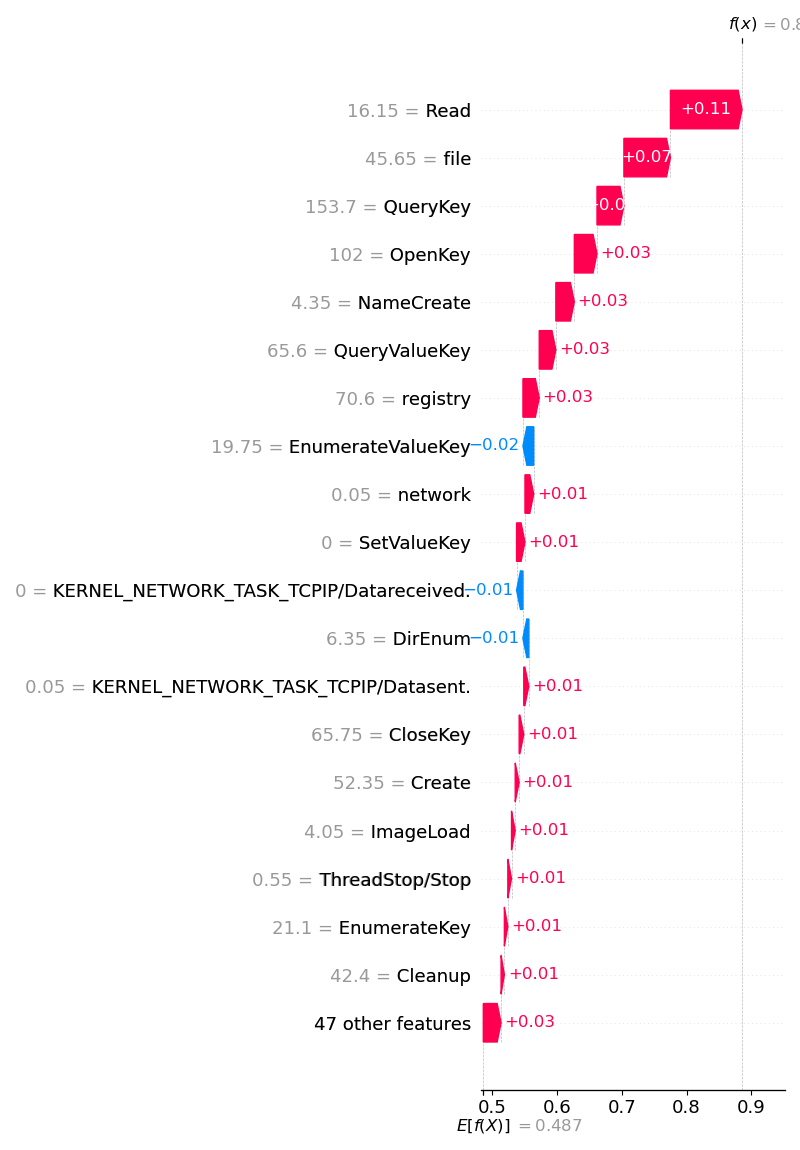 f(x) = 0.8
16.15 = Read +0.11
45.65 = file +0.07
153.7 = QueryKey
102 = OpenKey +0.03
4.35 = NameCreate +0.03
65.6 = QueryValueKey +0.03
70.6 = registry +0.03
19.75 = EnumerateValueKey −0.02
0.05 = network +0.01
0 = SetValueKey +0.01
0 = KERNEL_NETWORK_TASK_TCPIP/Datareceived. −0.01
6.35 = DirEnum −0.01
0.05 = KERNEL_NETWORK_TASK_TCPIP/Datasent. +0.01
65.75 = CloseKey +0.01
52.35 = Create +0.01
4.05 = ImageLoad +0.01
0.55 = ThreadStop/Stop +0.01
21.1 = EnumerateKey +0.01
42.4 = Cleanup +0.01
47 other features +0.03
0.5 0.6 0.7 0.8 0.9
E[f(X)] = 0.487